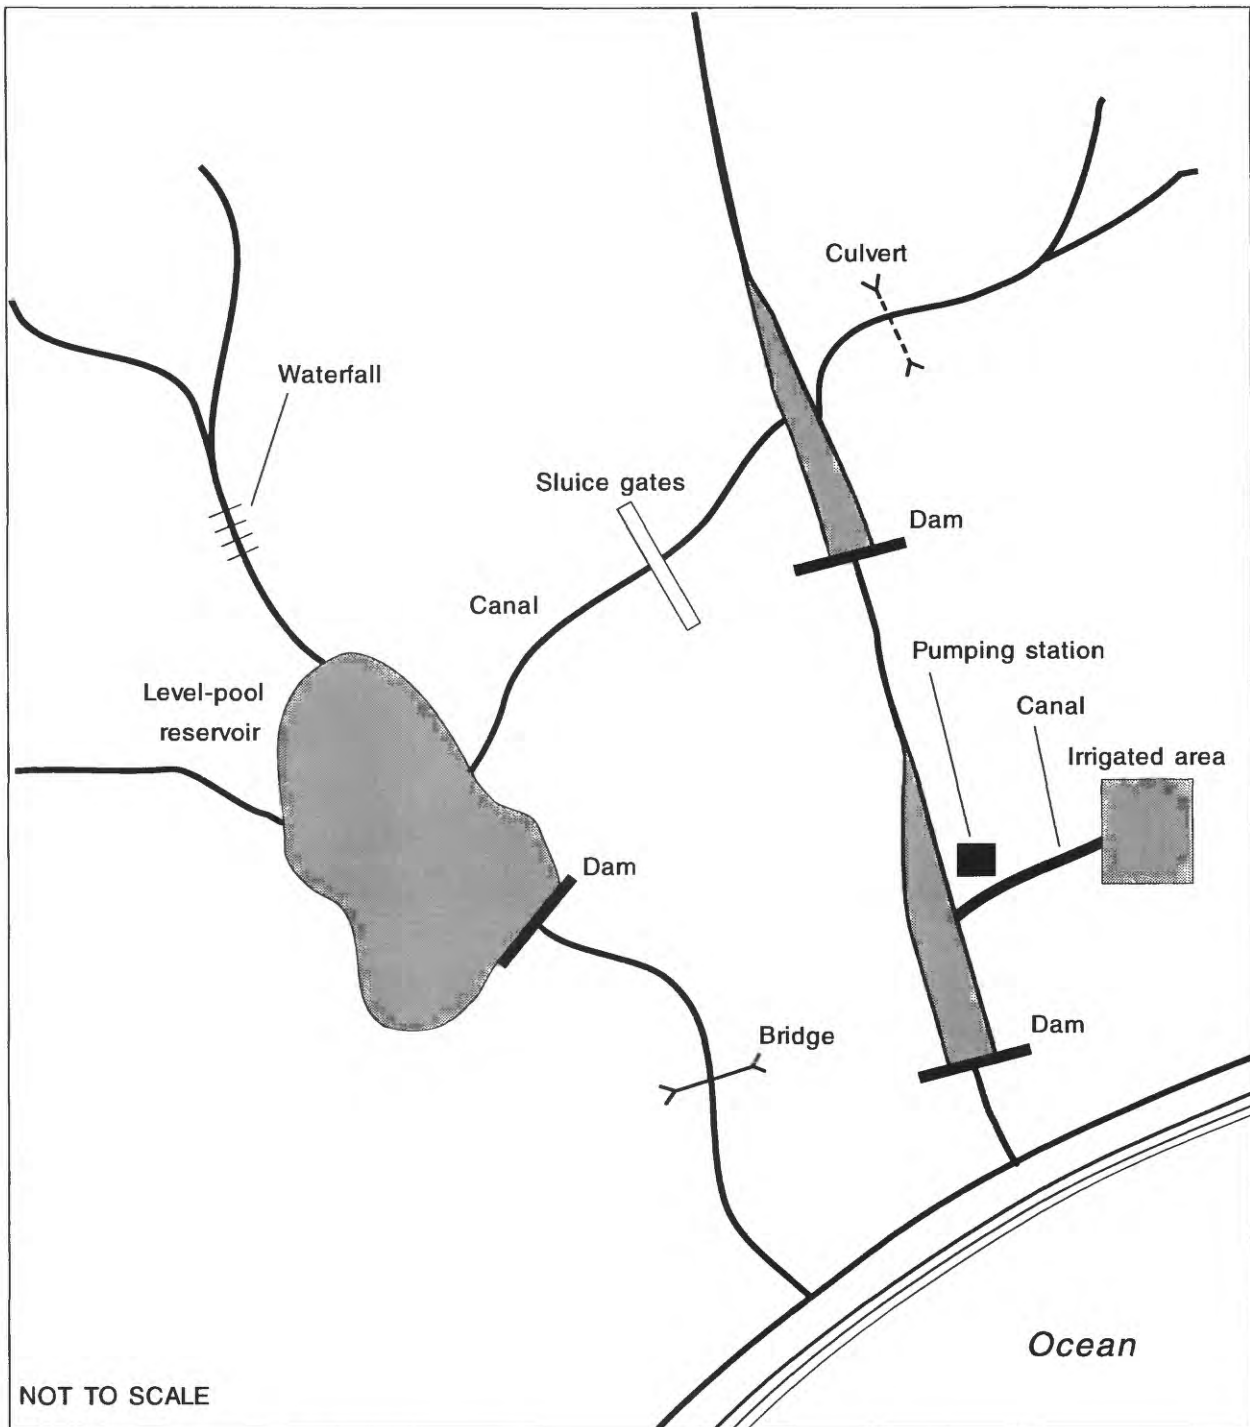 Culvert
Waterfall
Sluice gates
Dam
Canal
Pumping station
Level-pool
reservoir
Canal
Irrigated area
Dam
Dam
Bridge
Ocean
NOT TO SCALE